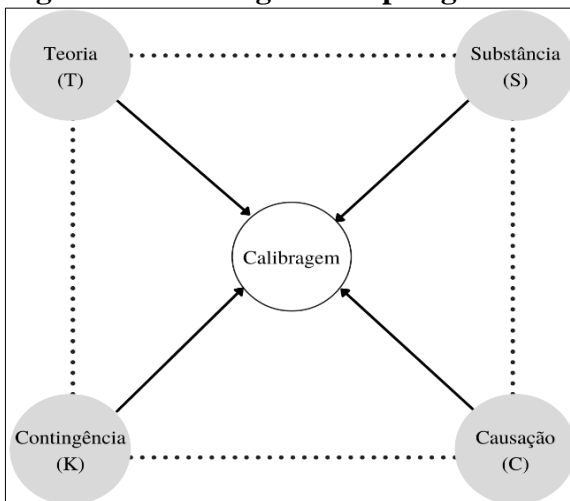 Teoria
(T)
Substância
(S)
Calibragem
Contingência
(K)
Causação
(C)